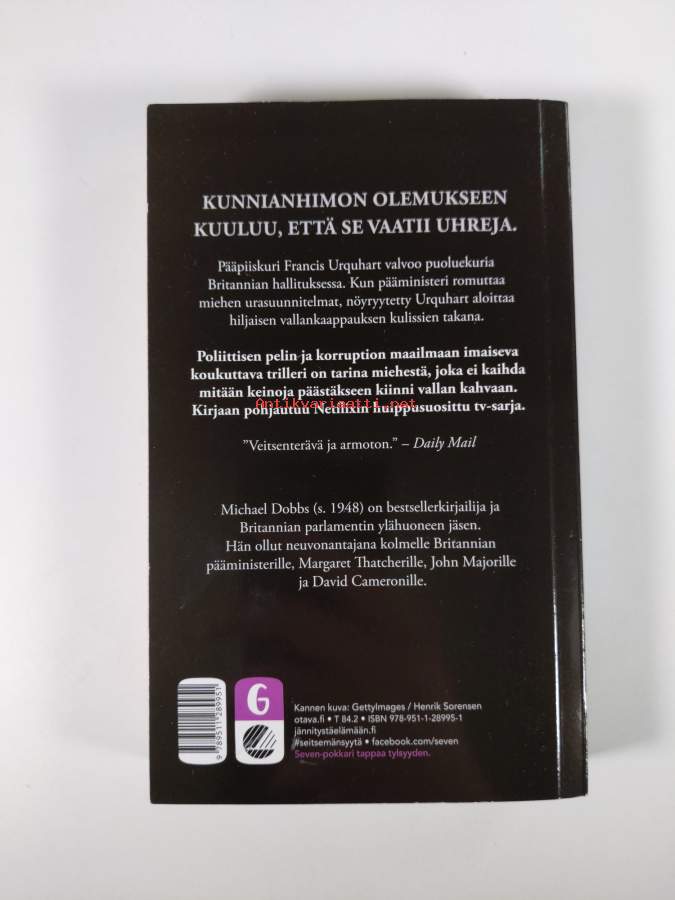 KUNNIANHIMON OLEMUKSEEN
KUULUU, ETTÄ SE VAATII UHREJA.
Pääpiiskuri Francis Urquhart valvoo puoluekuria
Britannian hallituksessa. Kun pääministeri romuttaa
miehen urasuunnitelmat, nöyryytetty Urquhart aloittaa
hiljaisen vallankaappauksen kulissien takana.
Poliittisen pelin ja korruption maailmaan imaiseva
koukuttava trilleri on tarina miehestä, joka ei kaihda
mitään keinoja päästäkseen kiinni vallan kahvaan.
Antikvariaatti.net
Kirjaan pohjautuu Netflixin huippusuosittu tv-sarja.
”Veitsenterävä ja armoton.” – Daily Mail
Michael Dobbs (s. 1948) on bestsellerkirjailija ja
Britannian parlamentin ylähuoneen jäsen.
Hän ollut neuvonantajana kolmelle Britannian
pääministerille, Margaret Thatcherille, John Majorille
ja David Cameronille.
9 789511 289951
Kannen kuva: GettyImages / Henrik Sorensen
otava.fi • T 84.2 • ISBN 978-951-1-28995-1
jännitystäelämään.fi
#seitsemänsyytä • facebook.com/seven
Seven-pokkari tappaa tylsyyden.